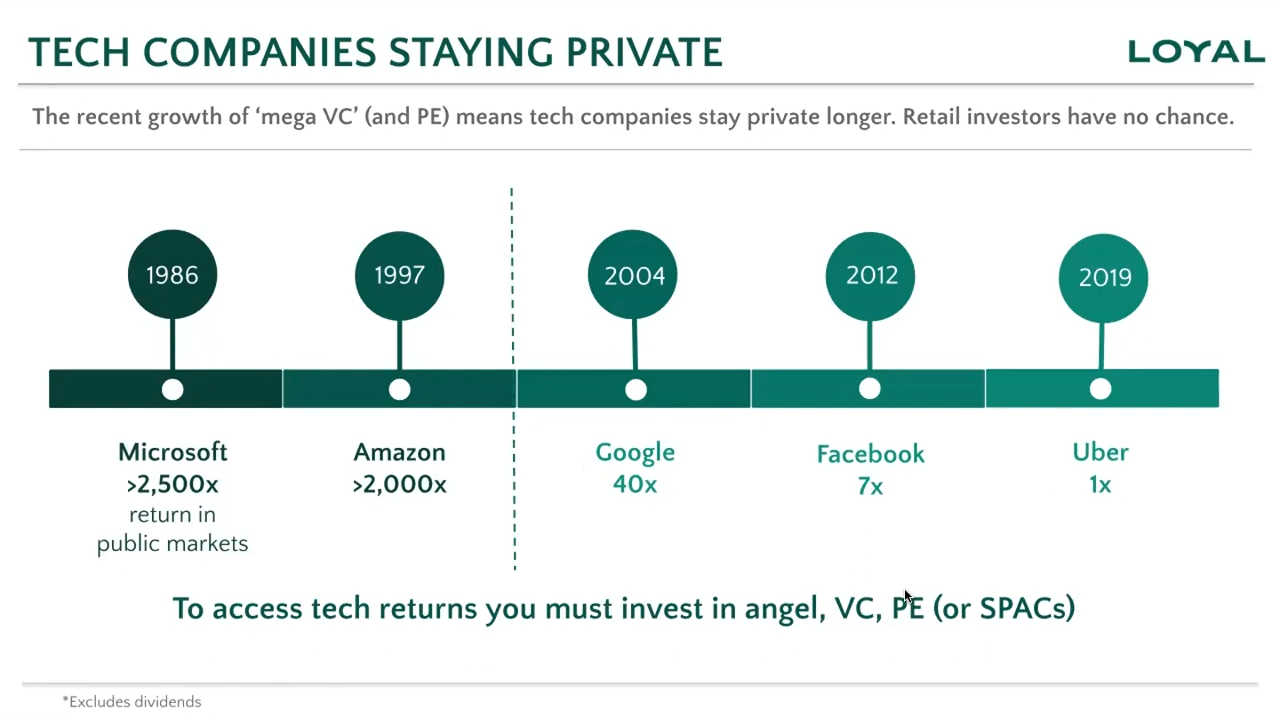 TECH COMPANIES STAYING PRIVATE
LOYAL
The recent growth of ‘mega VC’ (and PE) means tech companies stay private longer. Retail investors have no chance.
1986
1997
2004
2012
2019
Microsoft
>2,500x
return in
public markets
Amazon
>2,000x
Google
40x
Facebook
7x
Uber
1x
To access tech returns you must invest in angel, VC, PE (or SPACs)
*Excludes dividends